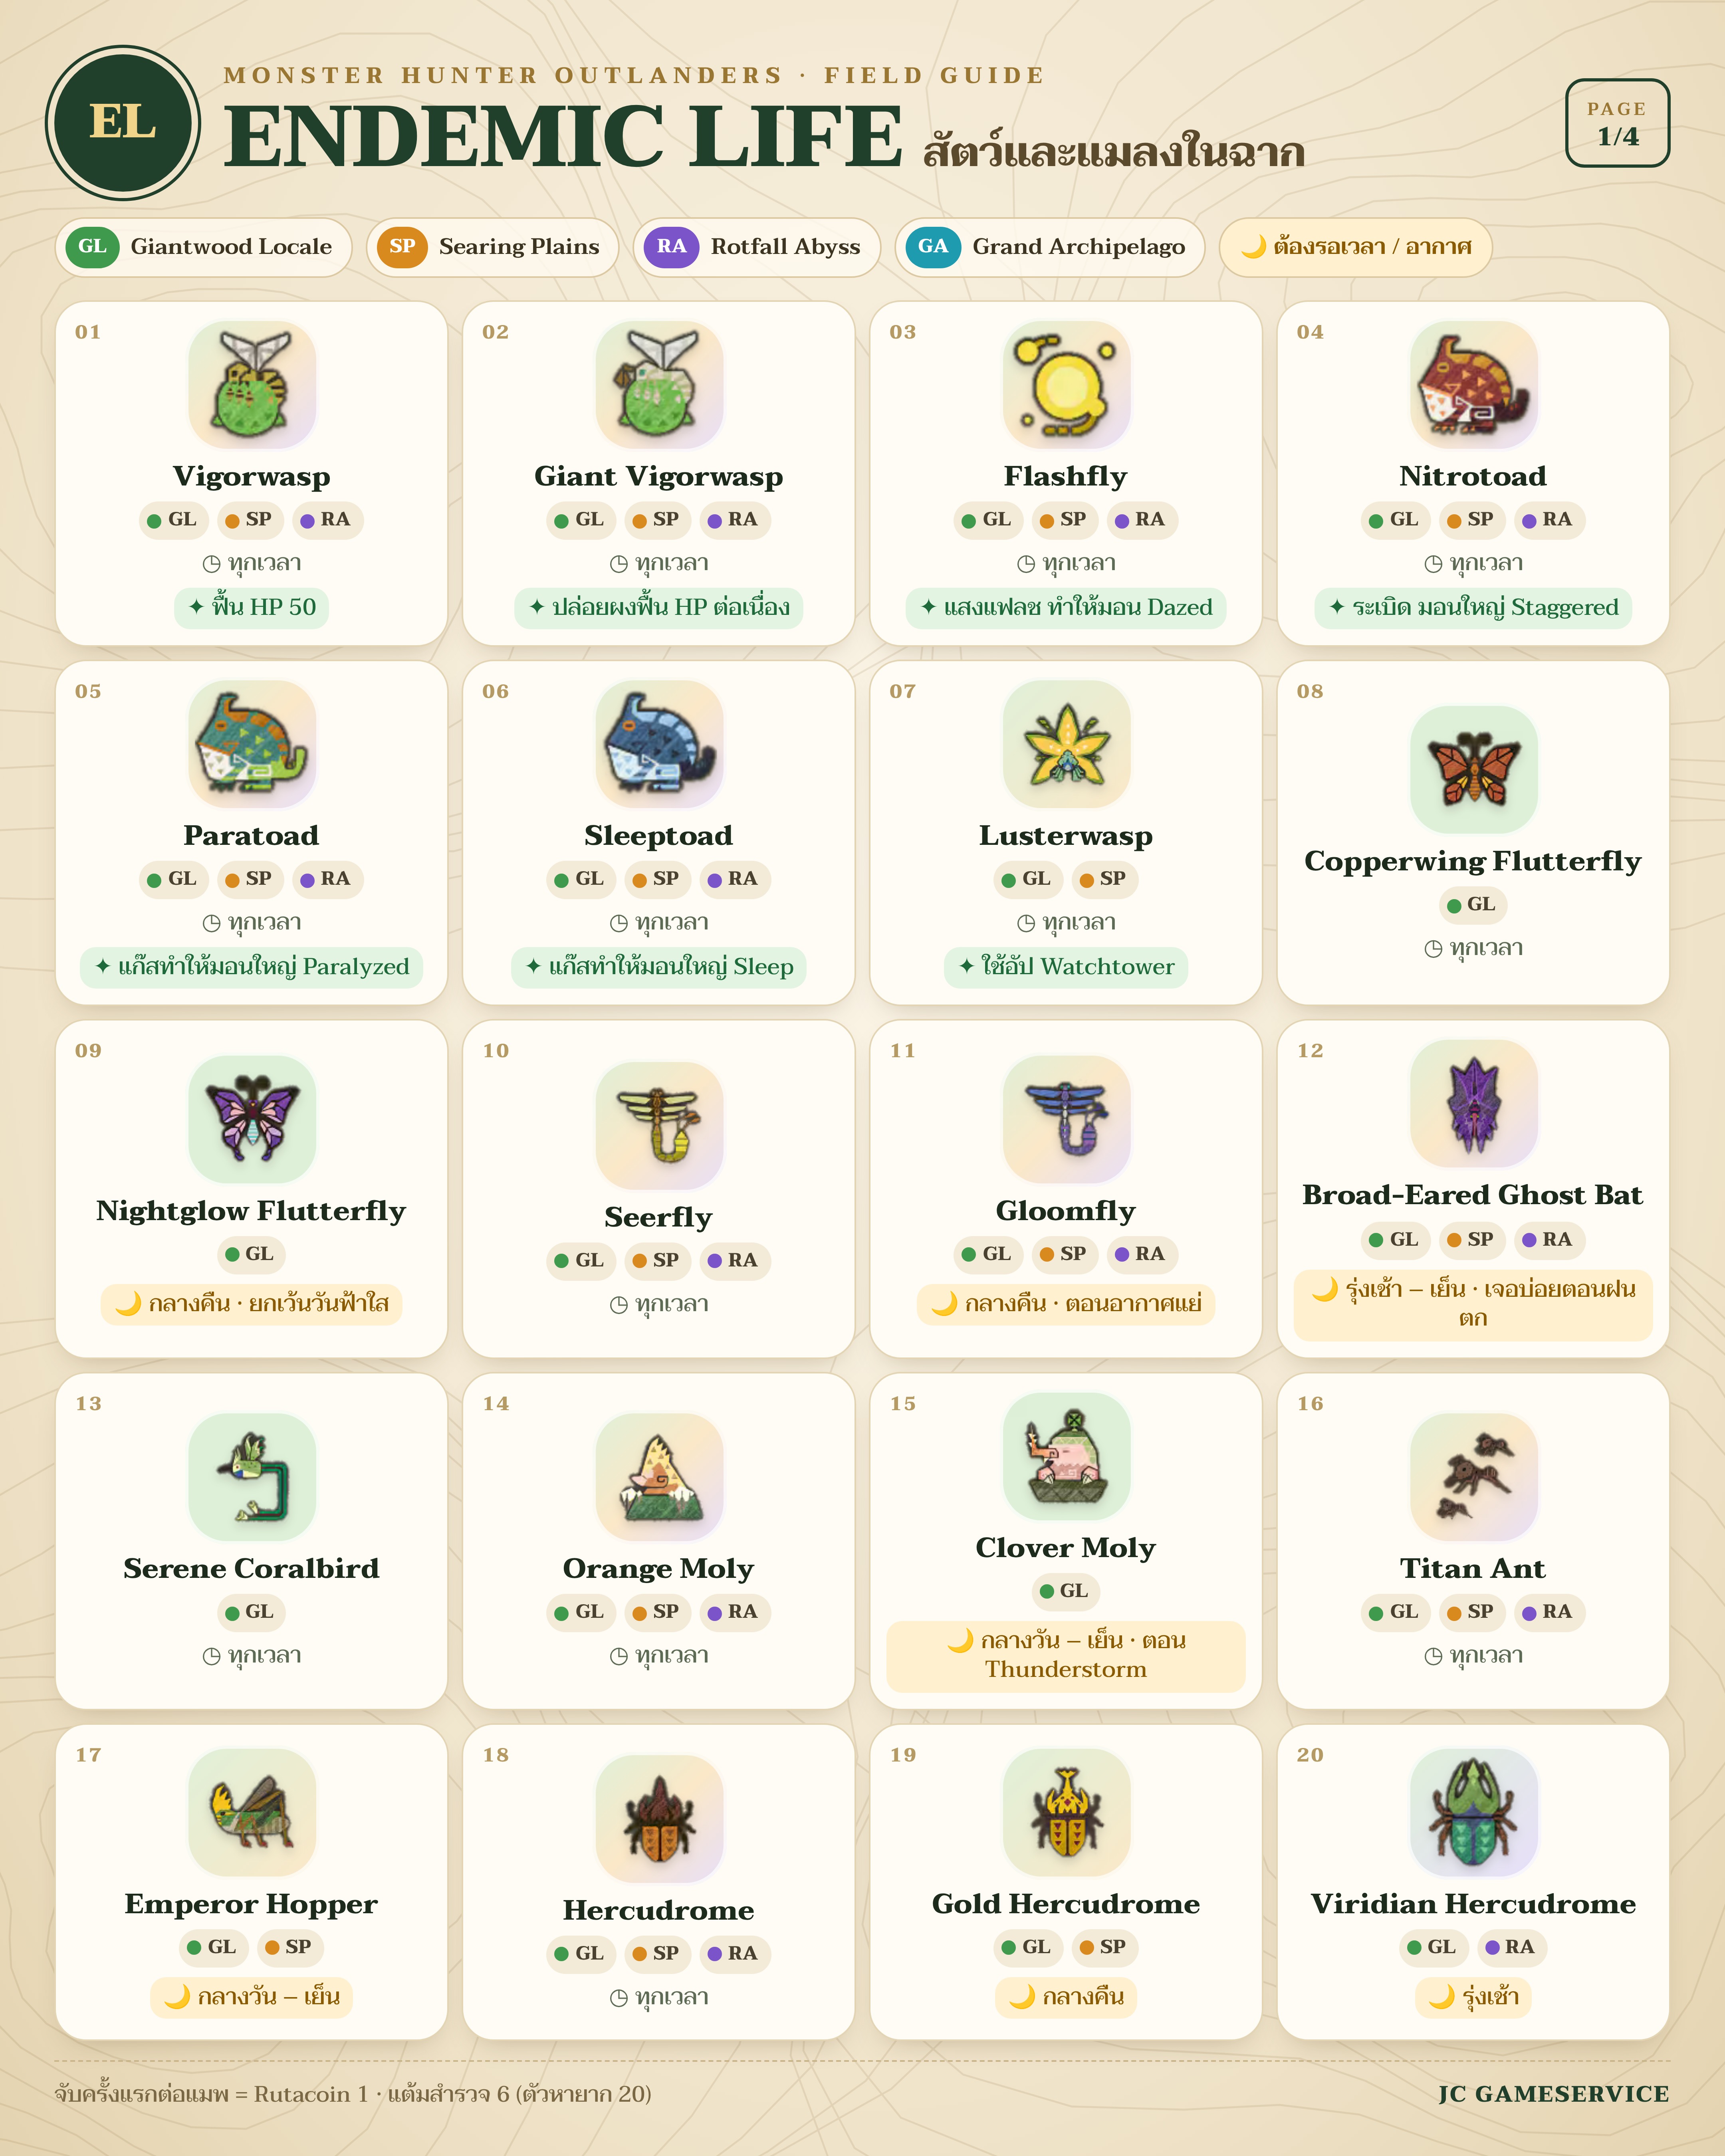 EL
MONSTER HUNTER OUTLANDERS · FIELD GUIDE
ENDEMIC LIFE สัตว์และแมลงในฉาก
PAGE
1/4
GL Giantwood Locale
SP Searing Plains
RA Rotfall Abyss
GA Grand Archipelago
🌙 ต้องรอเวลา / อากาศ
01
Vigorwasp
GL SP RA
ทุกเวลา
✦ ฟื้น HP 50
02
Giant Vigorwasp
GL SP RA
ทุกเวลา
✦ ปล่อยผงฟื้น HP ต่อเนื่อง
03
Flashfly
GL SP RA
ทุกเวลา
✦ แสงแฟลช ทำให้มอน Dazed
04
Nitrotoad
GL SP RA
ทุกเวลา
✦ ระเบิด มอนใหญ่ Staggered
05
Paratoad
GL SP RA
ทุกเวลา
✦ แก๊สทำให้มอนใหญ่ Paralyzed
06
Sleeptoad
GL SP RA
ทุกเวลา
✦ แก๊สทำให้มอนใหญ่ Sleep
07
Lusterwasp
GL SP
ทุกเวลา
✦ ใช้อัป Watchtower
08
Copperwing Flutterfly
GL
ทุกเวลา
09
Nightglow Flutterfly
GL
🌙 กลางคืน · ยกเว้นวันฟ้าใส
10
Seerfly
GL SP RA
ทุกเวลา
11
Gloomfly
GL SP RA
🌙 กลางคืน · ตอนอากาศแย่
12
Broad-Eared Ghost Bat
GL SP RA
🌙 รุ่งเช้า – เย็น · เจอบ่อยตอนฝน
ตก
13
Serene Coralbird
GL
ทุกเวลา
14
Orange Moly
GL SP RA
ทุกเวลา
15
Clover Moly
GL
🌙 กลางวัน – เย็น · ตอน
Thunderstorm
16
Titan Ant
GL SP RA
ทุกเวลา
17
Emperor Hopper
GL SP
🌙 กลางวัน – เย็น
18
Hercudrome
GL SP RA
ทุกเวลา
19
Gold Hercudrome
GL SP
🌙 กลางคืน
20
Viridian Hercudrome
GL RA
🌙 รุ่งเช้า
จับครั้งแรกต่อแมพ = Rutacoin 1 · แต้มสำรวจ 6 (ตัวหายาก 20)
JC GAMESERVICE